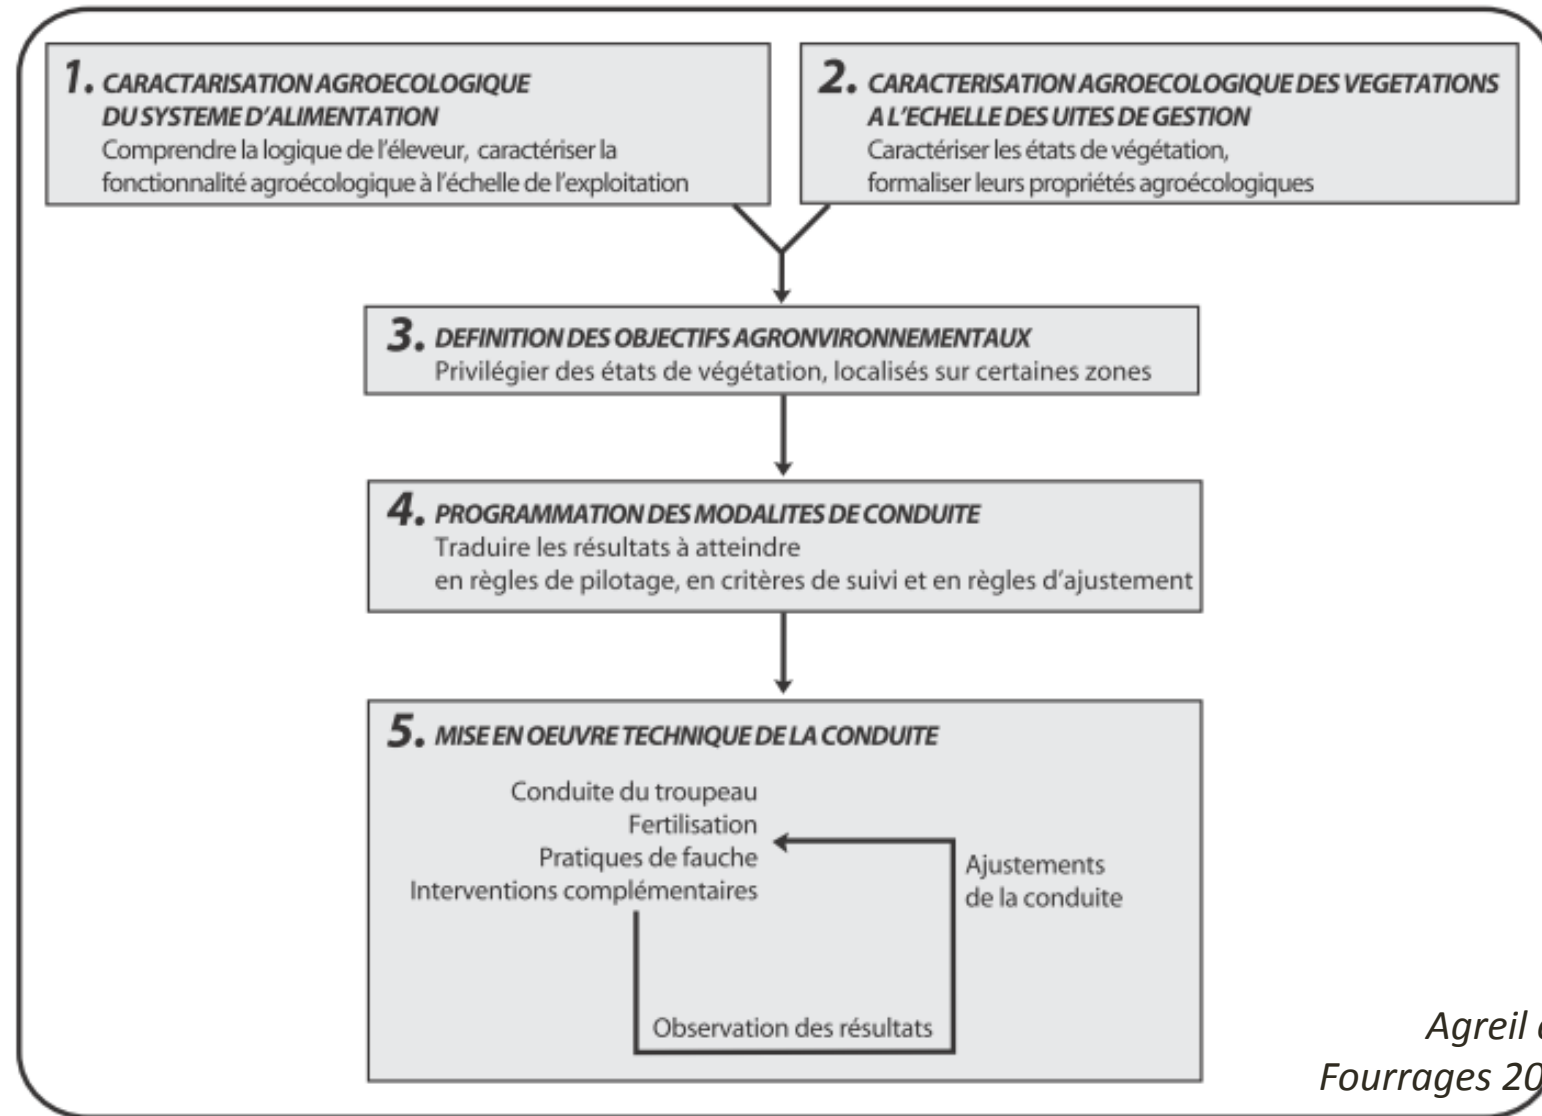 1. CARACTARISATION AGROECOLOGIQUE
DU SYSTEME D'ALIMENTATION
Comprendre la logique de l'éleveur, caractériser la
fonctionnalité agroécologique à l'échelle de l'exploitation
2. CARACTERISATION AGROECOLOGIQUE DES VEGETATIONS
A L'ECHELLE DES UITES DE GESTION
Caractériser les états de végétation,
formaliser leurs propriétés agroécologiques
3. DEFINITION DES OBJECTIFS AGRONVIRONNEMENTAUX
Privilégier des états de végétation, localisés sur certaines zones
4. PROGRAMMATION DES MODALITES DE CONDUITE
Traduire les résultats à atteindre
en règles de pilotage, en critères de suivi et en règles d'ajustement
5. MISE EN OEUVRE TECHNIQUE DE LA CONDUITE
Conduite du troupeau
Fertilisation
Pratiques de fauche
Interventions complémentaires
Ajustements
de la conduite
Observation des résultats
Agreil
Fourrages